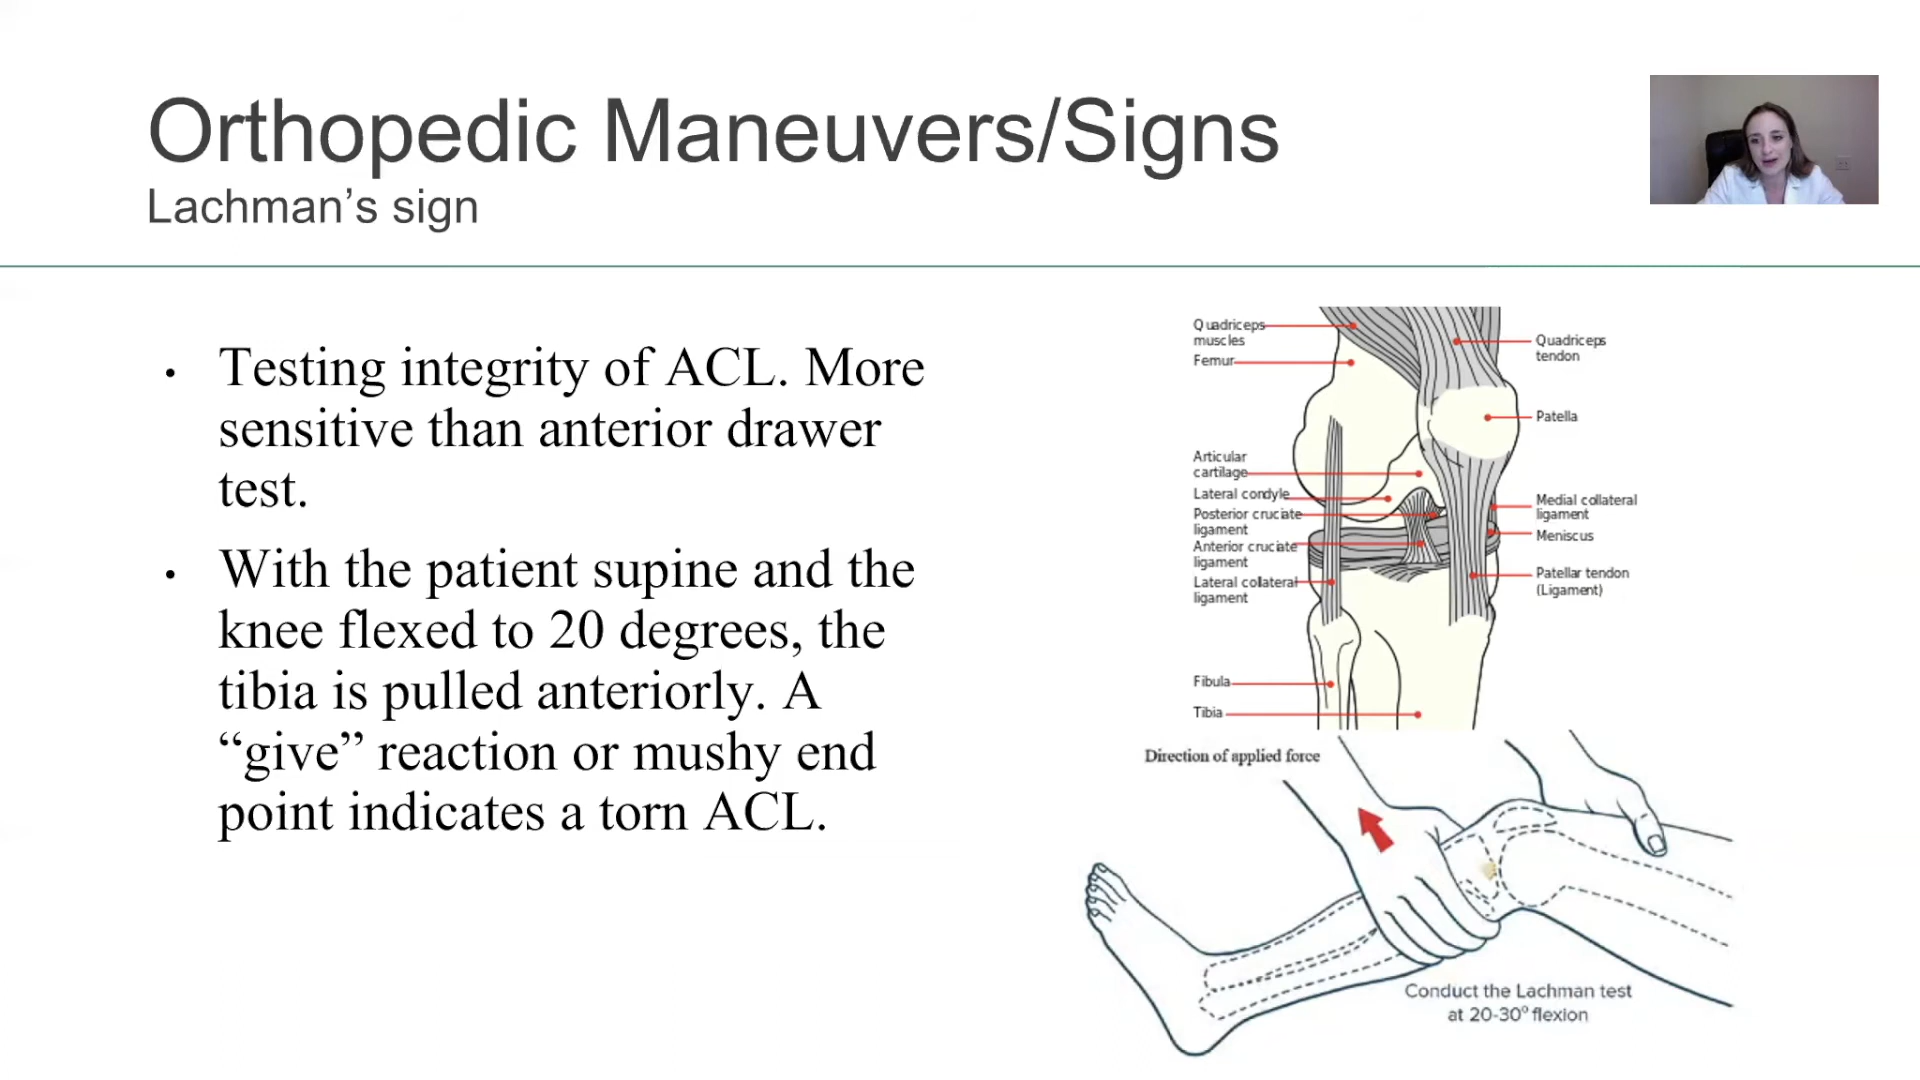 Orthopedic Maneuvers/Signs
Lachman’s sign
• Testing integrity of ACL. More
sensitive than anterior drawer
test.
• With the patient supine and the
knee flexed to 20 degrees, the
tibia is pulled anteriorly. A
“give” reaction or mushy end
point indicates a torn ACL.
Quadriceps
muscles
Femur
Articular
cartilage
Lateral condyle
Posterior cruciate
ligament
Anterior cruciate
ligament
Lateral collateral
ligament
Fibula
Tibia
Quadriceps
tendon
Patella
Medial collateral
ligament
Meniscus
Patellar tendon
(Ligament)
Direction of applied force
Conduct the Lachman test
at 20-30° flexion